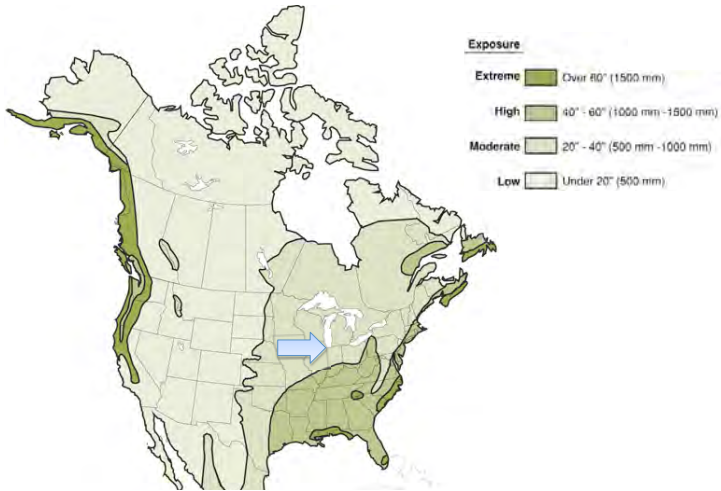 Exposure
Extreme Over 60" (1500 mm)
High 40" - 60" (1000 mm -1500 mm)
Moderate 20" - 40" (500 mm -1000 mm)
Low Under 20" (500 mm)